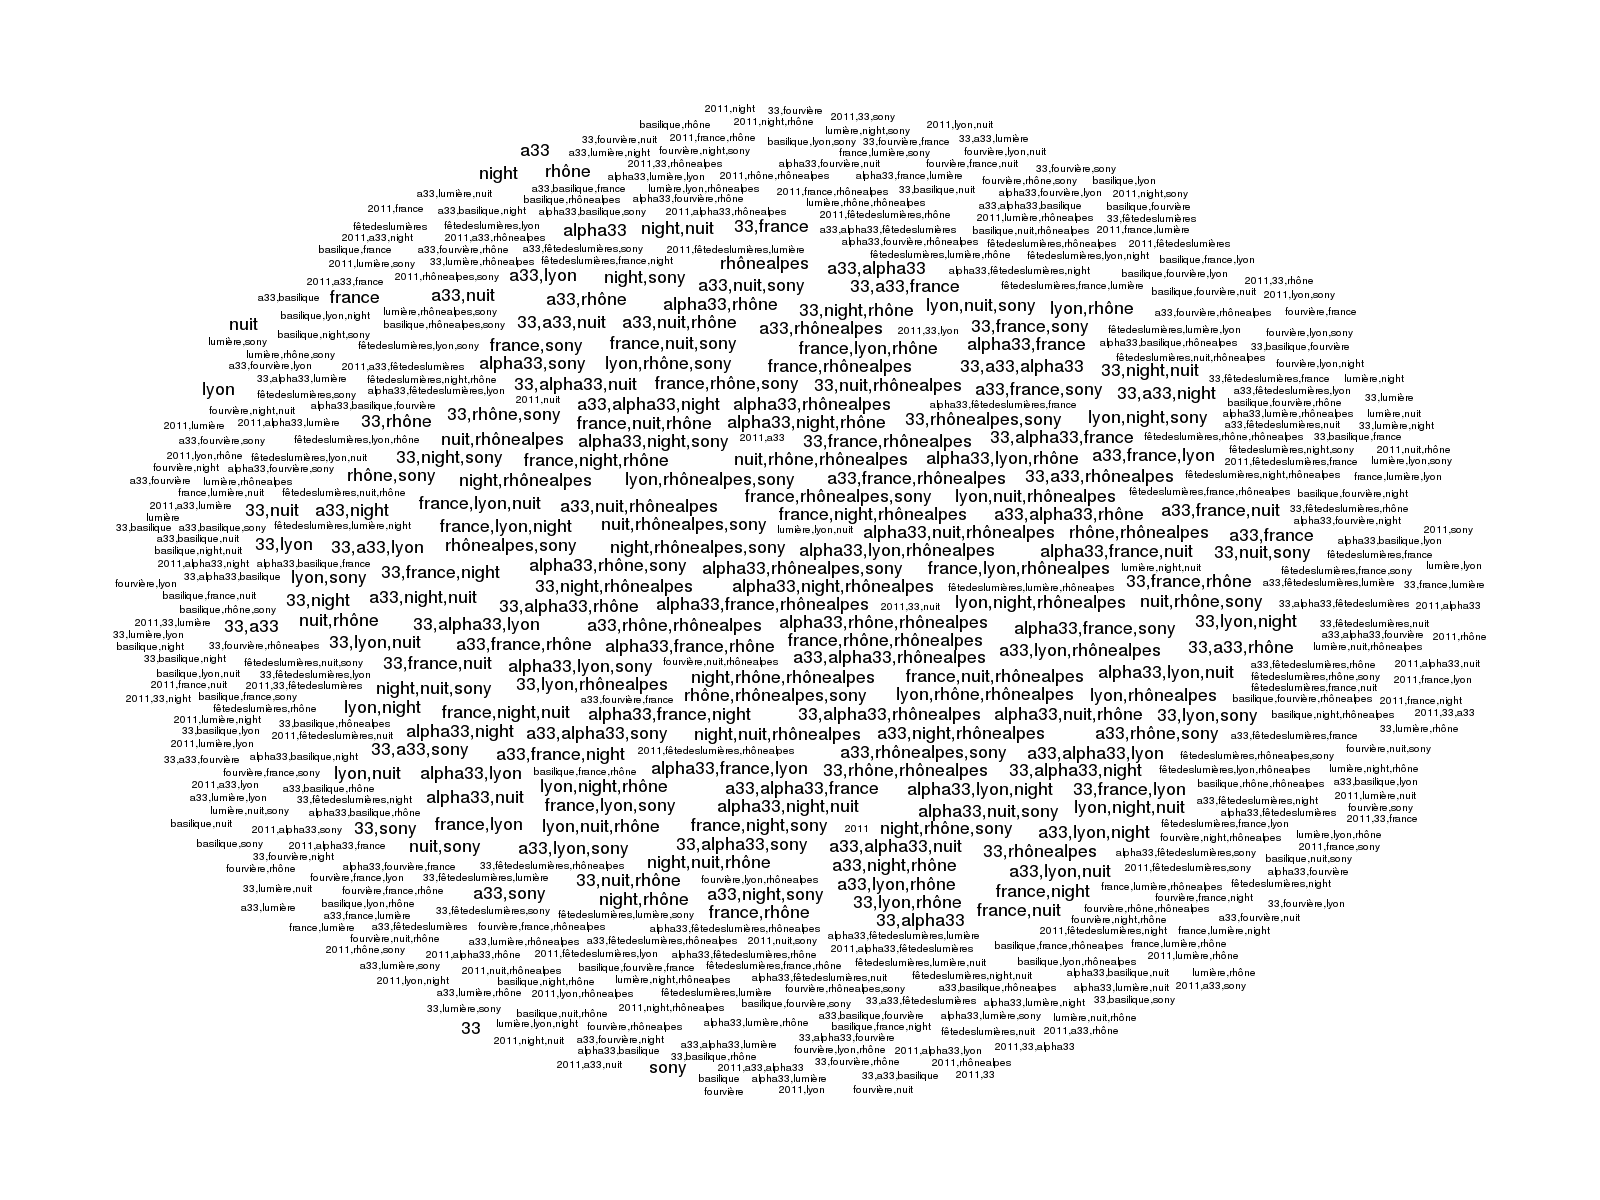 2011,night 33,fourvière
basilique,rhône 2011,night,rhône 2011,33,sony
lumière,night,sony 2011,lyon,nuit
33,fourvière,nuit 2011,france,rhône basilique,lyon,sony 33,fourvière,france 33,a33,lumière
a33 a33,lumière,night fourvière,night,sony france,lumière,sony fourvière,lyon,nuit
2011,33,rhônealpes alpha33,fourvière,nuit fourvière,france,nuit 33,fourvière,sony
night rhône alpha33,lumière,lyon 2011,rhône,rhônealpes alpha33,france,lumière fourvière,rhône,sony basilique,lyon
a33,lumière,nuit a33,basilique,france lumière,lyon,rhônealpes 2011,france,rhônealpes 33,basilique,nuit alpha33,fourvière,lyon 2011,night,sony
basilique,rhônealpes alpha33,fourvière,rhône lumière,rhône,rhônealpes a33,alpha33,basilique basilique,fourvière
2011,france a33,basilique,night alpha33,basilique,sony 2011,alpha33,rhônealpes 2011,fêtedeslumières,rhône 2011,lumière,rhônealpes 33,fêtedeslumières
fêtedeslumières fêtedeslumières,lyon alpha33 night,nuit 33,france a33,alpha33,fêtedeslumières basilique,nuit,rhônealpes 2011,france,lumière
2011,a33,night 2011,a33,rhônealpes alpha33,fourvière,rhônealpes fêtedeslumières,rhônealpes 2011,fêtedeslumières
basilique,france a33,fourvière,rhône a33,fêtedeslumières,sony 2011,fêtedeslumières,lumière fêtedeslumières,lumière,rhône fêtedeslumières,lyon,night basilique,france,lyon
2011,lumière,sony 33,lumière,rhônealpes fêtedeslumières,france,night rhônealpes a33,alpha33 alpha33,fêtedeslumières,night basilique,fourvière,lyon
2011,a33,france 2011,rhônealpes,sony a33,lyon night,sony a33,nuit,sony 33,a33,france fêtedeslumières,france,lumière 2011,33,rhône
a33,basilique france a33,nuit a33,rhône alpha33,rhône 33,night,rhône lyon,nuit,sony lyon,rhône basilique,fourvière,nuit 2011,lyon,sony
basilique,lyon,night lumière,rhônealpes,sony a33,fourvière,rhônealpes fourvière,france
nuit basilique,night,sony basilique,rhônealpes,sony 33,a33,nuit a33,nuit,rhône a33,rhônealpes 2011,33,lyon 33,france,sony fêtedeslumières,lumière,lyon fourvière,lyon,sony
lumière,sony fêtedeslumières,lyon,sony france,sony france,nuit,sony france,lyon,rhône alpha33,france alpha33,basilique,rhônealpes 33,basilique,fourvière
lumière,rhône,sony fêtedeslumières,nuit,rhônealpes
a33,fourvière,lyon 2011,a33,fêtedeslumières alpha33,sony lyon,rhône,sony france,rhônealpes 33,a33,alpha33 33,night,nuit fourvière,lyon,night
33,alpha33,lumière fêtedeslumières,night,rhône 33,fêtedeslumières,france lumière,night
lyon fêtedeslumières,sony alpha33,fêtedeslumières,lyon 33,alpha33,nuit france,rhône,sony 33,nuit,rhônealpes a33,france,sony 33,a33,night a33,fêtedeslumières,lyon 33,lumière
fourvière,night,nuit alpha33,basilique,fourvière 2011,nuit a33,alpha33,night alpha33,rhônealpes alpha33,fêtedeslumières,france basilique,fourvière,rhône
2011,lumière 2011,alpha33,lumière 33,rhône 33,rhône,sony france,nuit,rhône alpha33,night,rhône 33,rhônealpes,sony lyon,night,sony alpha33,lumière,rhônealpes lumière,nuit
a33,fêtedeslumières,nuit 33,lumière,night
a33,fourvière,sony fêtedeslumières,lyon,rhône nuit,rhônealpes alpha33,night,sony 2011,a33 33,france,rhônealpes 33,alpha33,france fêtedeslumières,rhône,rhônealpes 33,basilique,france
2011,lyon,rhône fêtedeslumières,lyon,nuit 33,night,sony france,night,rhône nuit,rhône,rhônealpes alpha33,lyon,rhône a33,france,lyon fêtedeslumières,night,sony 2011,nuit,rhône
fourvière,night alpha33,fourvière,sony 2011,fêtedeslumières,france lumière,lyon,sony
a33,fourvière lumière,rhônealpes rhône,sony night,rhônealpes lyon,rhônealpes,sony a33,france,rhônealpes 33,a33,rhônealpes fêtedeslumières,night,rhônealpes france,lumière,lyon
france,lumière,nuit fêtedeslumières,nuit,rhône france,rhônealpes,sony lyon,nuit,rhônealpes fêtedeslumières,france,rhônealpes basilique,fourvière,night
2011,a33,lumière 33,nuit a33,night france,lyon,nuit a33,nuit,rhônealpes france,night,rhônealpes a33,alpha33,rhône a33,france,nuit 33,fêtedeslumières,rhône
lumière alpha33,fourvière,night
33,basilique a33,basilique,sony fêtedeslumières,lumière,night france,lyon,night nuit,rhônealpes,sony lumière,lyon,nuit alpha33,nuit,rhônealpes rhône,rhônealpes a33,france 2011,sony
a33,basilique,nuit alpha33,basilique,lyon
basilique,night,nuit 33,lyon 33,a33,lyon rhônealpes,sony night,rhônealpes,sony alpha33,lyon,rhônealpes alpha33,france,nuit 33,nuit,sony fêtedeslumières,france
2011,alpha33,night alpha33,basilique,france alpha33,rhône,sony alpha33,rhônealpes,sony france,lyon,rhônealpes lumière,night,nuit fêtedeslumières,france,sony lumière,lyon
fourvière,lyon 33,alpha33,basilique lyon,sony 33,france,night 33,night,rhônealpes alpha33,night,rhônealpes fêtedeslumières,lumière,rhônealpes 33,france,rhône a33,fêtedeslumières,lumière 33,france,lumière
basilique,france,nuit 33,night a33,night,nuit
basilique,rhône,sony 33,alpha33,rhône alpha33,france,rhônealpes 2011,33,nuit lyon,night,rhônealpes nuit,rhône,sony 33,alpha33,fêtedeslumières 2011,alpha33
2011,33,lumière 33,a33 nuit,rhône 33,alpha33,lyon a33,rhône,rhônealpes alpha33,rhône,rhônealpes alpha33,france,sony 33,lyon,night 33,fêtedeslumières,nuit
33,lumière,lyon a33,alpha33,fourvière 2011,rhône
basilique,night 33,fourvière,rhônealpes 33,lyon,nuit a33,france,rhône alpha33,france,rhône france,rhône,rhônealpes a33,lyon,rhônealpes 33,a33,rhône lumière,nuit,rhônealpes
33,basilique,night fêtedeslumières,nuit,sony 33,france,nuit alpha33,lyon,sony fourvière,nuit,rhônealpes a33,alpha33,rhônealpes a33,fêtedeslumières,rhône 2011,alpha33,nuit
basilique,lyon,nuit 33,fêtedeslumières,lyon night,rhône,rhônealpes france,nuit,rhônealpes alpha33,lyon,nuit fêtedeslumières,rhône,sony 2011,france,lyon
2011,france,nuit 2011,33,fêtedeslumières night,nuit,sony 33,lyon,rhônealpes fêtedeslumières,france,nuit
2011,33,night basilique,france,sony a33,fourvière,france rhône,rhônealpes,sony lyon,rhône,rhônealpes lyon,rhônealpes basilique,fourvière,rhônealpes 2011,france,night
fêtedeslumières,rhône lyon,night france,night,nuit alpha33,france,night 33,alpha33,rhônealpes alpha33,nuit,rhône 33,lyon,sony basilique,night,rhônealpes 2011,33,a33
2011,lumière,night 33,basilique,rhônealpes
33,basilique,lyon 2011,fêtedeslumières,nuit alpha33,night a33,alpha33,sony night,nuit,rhônealpes a33,night,rhônealpes a33,rhône,sony a33,fêtedeslumières,france 33,lumière,rhône
2011,lumière,lyon 33,a33,sony a33,france,night 2011,fêtedeslumières,rhônealpes a33,rhônealpes,sony a33,alpha33,lyon fêtedeslumières,rhônealpes,sony fourvière,nuit,sony
33,a33,fourvière alpha33,basilique,night
fourvière,france,sony lyon,nuit alpha33,lyon basilique,france,rhône alpha33,france,lyon 33,rhône,rhônealpes 33,alpha33,night fêtedeslumières,lyon,rhônealpes lumière,night,rhône
2011,a33,lyon a33,basilique,rhône lyon,night,rhône a33,alpha33,france alpha33,lyon,night 33,france,lyon basilique,rhône,rhônealpes a33,basilique,lyon
a33,lumière,lyon 33,fêtedeslumières,night alpha33,nuit france,lyon,sony alpha33,night,nuit a33,fêtedeslumières,night 2011,lumière,nuit
lumière,nuit,sony alpha33,basilique,rhône alpha33,nuit,sony lyon,night,nuit alpha33,fêtedeslumières fourvière,sony
basilique,nuit 2011,alpha33,sony 33,sony france,lyon lyon,nuit,rhône france,night,sony 2011 night,rhône,sony a33,lyon,night fêtedeslumières,france,lyon 2011,33,france
fourvière,night,rhônealpes lumière,lyon,rhône
basilique,sony 2011,alpha33,france nuit,sony a33,lyon,sony 33,alpha33,sony a33,alpha33,nuit 33,rhônealpes alpha33,fêtedeslumières,sony 2011,france,sony
33,fourvière,night basilique,nuit,sony
fourvière,rhône alpha33,fourvière,france 33,fêtedeslumières,rhônealpes night,nuit,rhône a33,night,rhône a33,lyon,nuit 2011,fêtedeslumières,sony alpha33,fourvière
fourvière,france,lyon 33,fêtedeslumières,lumière 33,nuit,rhône fourvière,lyon,rhônealpes a33,lyon,rhône france,night france,lumière,rhônealpes fêtedeslumières,night
33,lumière,nuit fourvière,france,rhône a33,sony night,rhône a33,night,sony 33,lyon,rhône fourvière,france,night
a33,lumière basilique,lyon,rhône 33,fêtedeslumières,sony fêtedeslumières,lumière,sony france,rhône france,nuit fourvière,rhône,rhônealpes 33,fourvière,lyon
a33,france,lumière 33,alpha33 fourvière,night,rhône a33,fourvière,nuit
france,lumière a33,fêtedeslumières fourvière,france,rhônealpes alpha33,fêtedeslumières,rhônealpes 2011,fêtedeslumières,night france,lumière,night
fourvière,nuit,rhône a33,lumière,rhônealpes a33,fêtedeslumières,rhônealpes 2011,nuit,sony alpha33,fêtedeslumières,lumière
2011,rhône,sony 2011,alpha33,rhône 2011,fêtedeslumières,lyon alpha33,fêtedeslumières,rhône 2011,alpha33,fêtedeslumières basilique,france,rhônealpes france,lumière,rhône
a33,lumière,sony 2011,nuit,rhônealpes basilique,fourvière,france fêtedeslumières,france,rhône fêtedeslumières,lumière,nuit basilique,lyon,rhônealpes 2011,lumière,rhône
2011,lyon,night basilique,night,rhône lumière,night,rhônealpes alpha33,fêtedeslumières,nuit fêtedeslumières,night,nuit alpha33,basilique,nuit lumière,rhône
a33,lumière,rhône 2011,lyon,rhônealpes fêtedeslumières,lumière fourvière,rhônealpes,sony a33,basilique,rhônealpes alpha33,lumière,nuit 2011,a33,sony
33,lumière,sony basilique,nuit,rhône 2011,night,rhônealpes basilique,fourvière,sony 33,a33,fêtedeslumières alpha33,lumière,night 33,basilique,sony
33 lumière,lyon,night fourvière,rhônealpes alpha33,lumière,rhône a33,basilique,fourvière alpha33,lumière,sony lumière,nuit,rhône
basilique,france,night fêtedeslumières,nuit 2011,a33,rhône
2011,night,nuit a33,fourvière,night a33,alpha33,lumière 33,alpha33,fourvière
alpha33,basilique 33,basilique,rhône fourvière,lyon,rhône 2011,alpha33,lyon 2011,33,alpha33
2011,a33,nuit sony 2011,a33,alpha33 33,fourvière,rhône 2011,rhônealpes
basilique alpha33,lumière 33,a33,basilique 2011,33
fourvière 2011,lyon fourvière,nuit